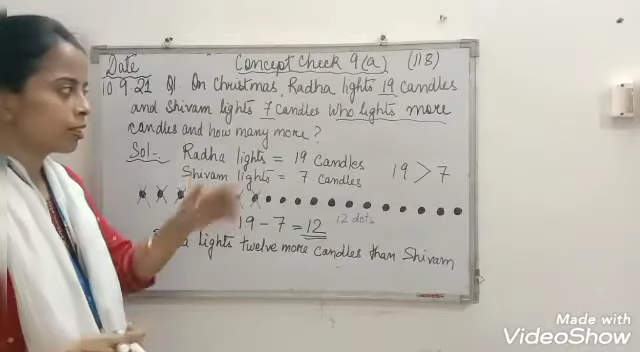 Date Concept Check 9(a) (118)
10.9.21 Q1. On Christmas, Radha lights 19 candles
and Shivam lights 7 candles Who lights more
candles and how many more?
Sol:- Radha lights = 19 candles
Shivam lights = 7 candles 19 > 7
19 - 7 = 12 12 dots
lights twelve more candles than Shivam
Made with
VideoShow